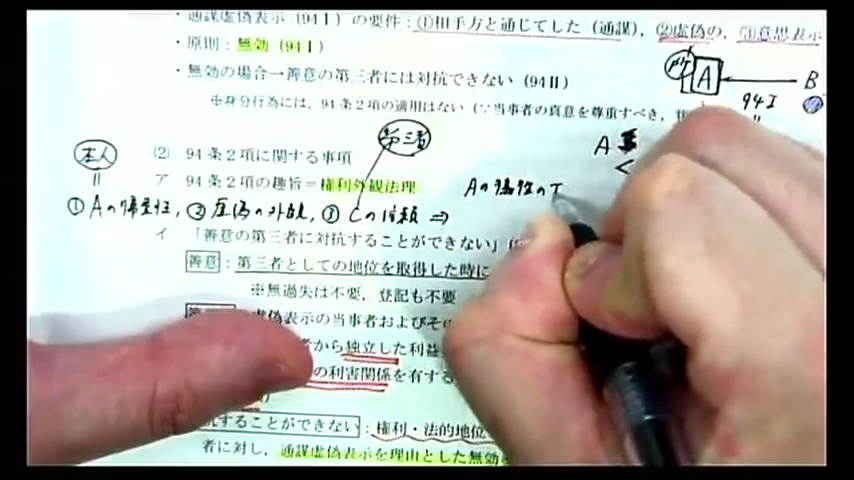 ・通謀虚偽表示（94Ⅰ）の要件：①相手方と通じてした（通謀），②虚偽の，③意思表示
・原則：無効（94Ⅰ）
・無効の場合―善意の第三者には対抗できない（94Ⅱ）
A
B
94Ⅰ
※身分行為には，94条2項の適用はない（∵当事者の真意を尊重すべき，
第三者
A
本人
⑵ 94条2項に関する事項
ア 94条2項の趣旨＝権利外観法理
Aの帰責性の
①Aの帰責性，②虚偽の外観，③Cの信頼 ⇒
イ 「善意の第三者に対抗することができない」
善意：第三者としての地位を取得した時に
※無過失は不要，登記も不要
虚偽表示の当事者およびその
から独立した利益
の利害関係を有する
することができない：権利・法的地位
者に対し，通謀虚偽表示を理由とした無効